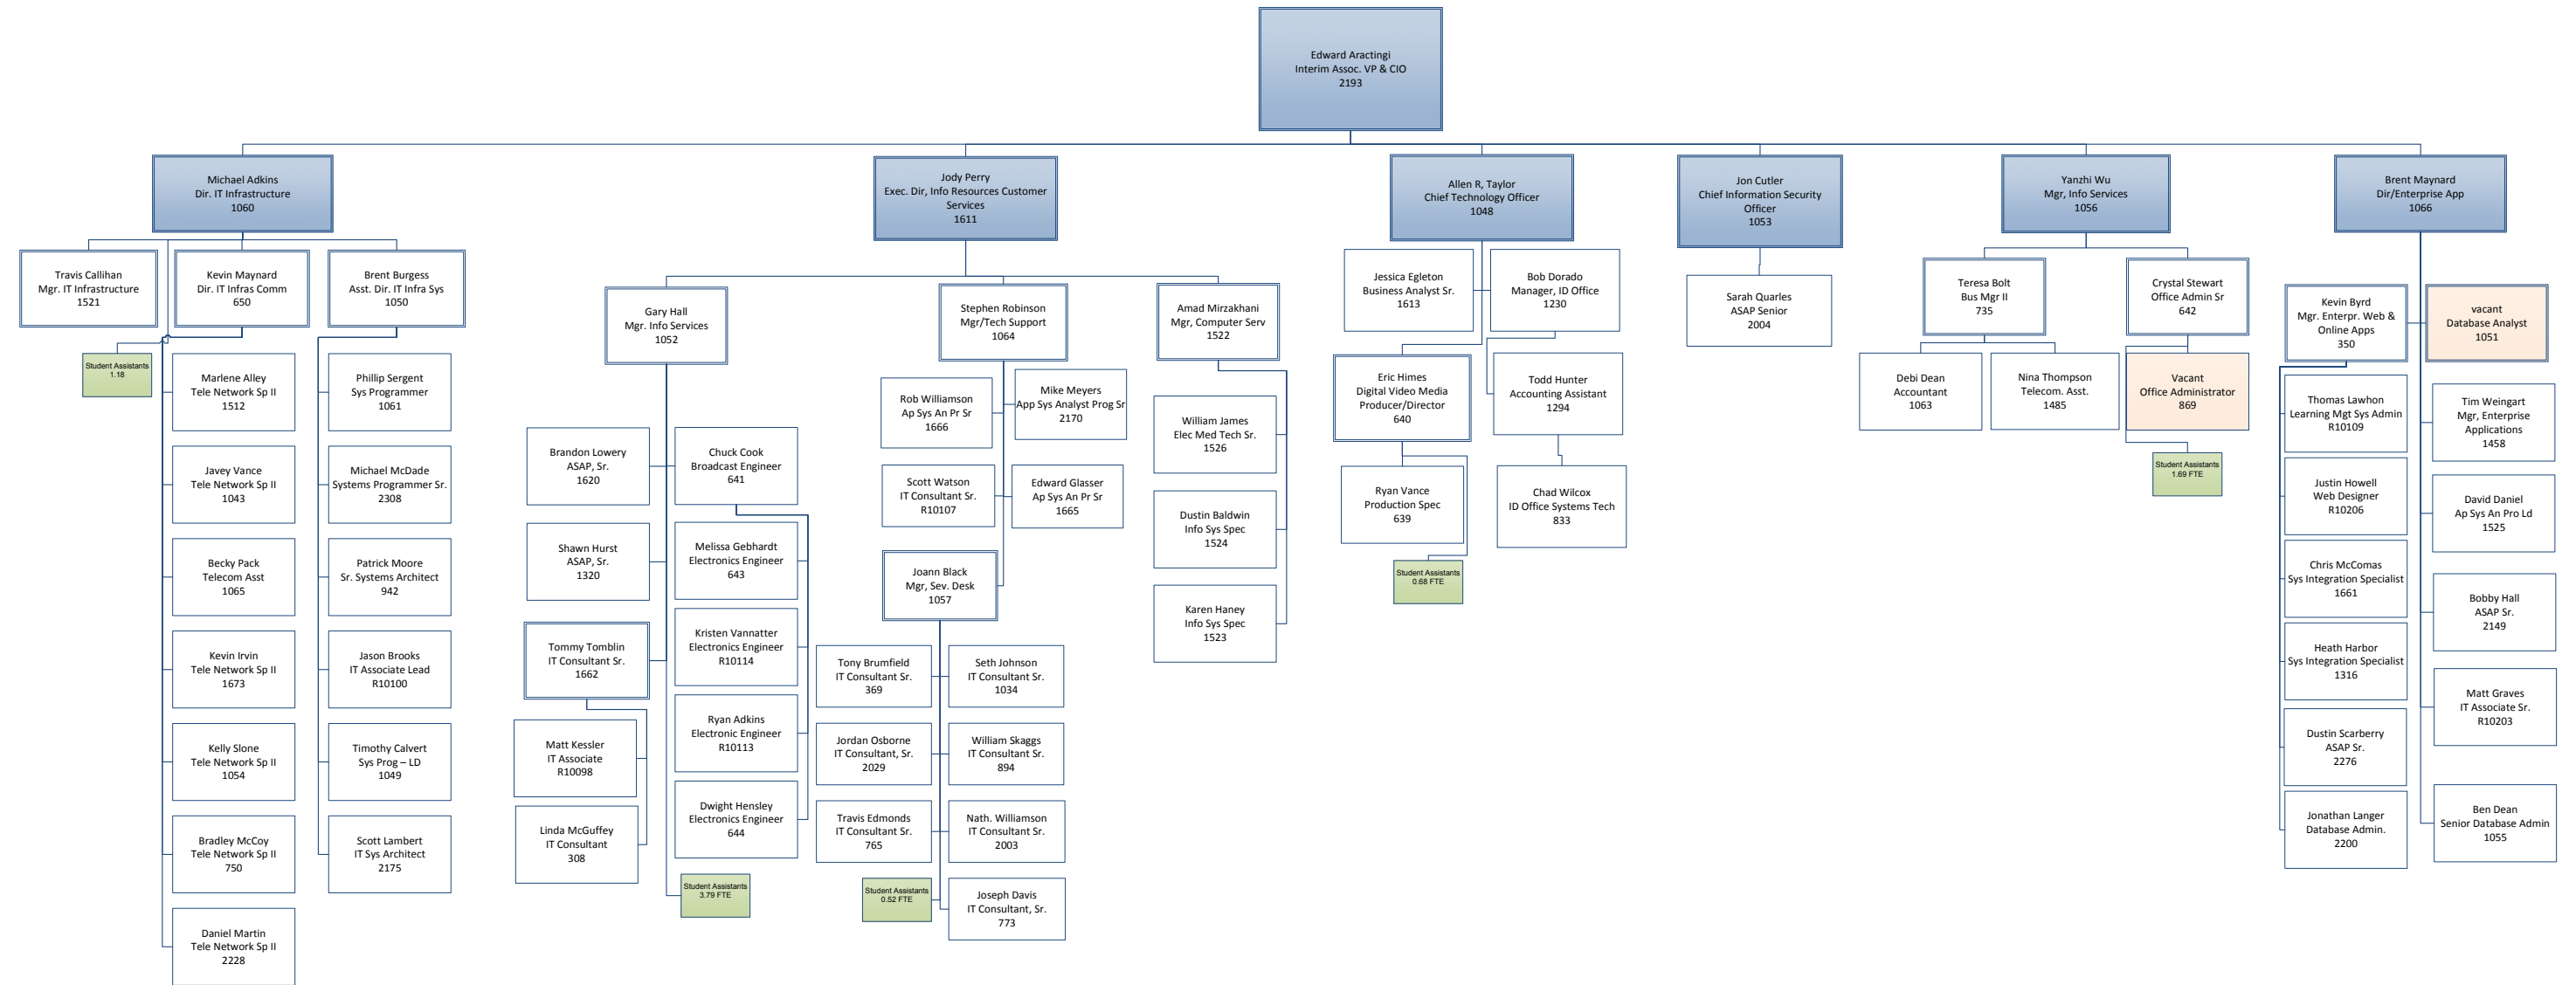 Edward Aractingi
Interim Assoc. VP & CIO
2193
Michael Adkins
Dir. IT Infrastructure
1060
Jody Perry
Exec. Dir, Info Resources Customer
Services
1611
Allen R, Taylor
Chief Technology Officer
1048
Jon Cutler
Chief Information Security
Officer
1053
Yanzhi Wu
Mgr, Info Services
1056
Brent Maynard
Dir/Enterprise App
1066
Travis Callihan
Mgr. IT Infrastructure
1521
Kevin Maynard
Dir. IT Infras Comm
650
Brent Burgess
Asst. Dir. IT Infra Sys
1050
Student Assistants
1.18
Marlene Alley
Tele Network Sp II
1512
Javey Vance
Tele Network Sp II
1043
Becky Pack
Telecom Asst
1065
Kevin Irvin
Tele Network Sp II
1673
Kelly Slone
Tele Network Sp II
1054
Bradley McCoy
Tele Network Sp II
750
Daniel Martin
Tele Network Sp II
2228
Phillip Sergent
Sys Programmer
1061
Michael McDade
Systems Programmer Sr.
2308
Patrick Moore
Sr. Systems Architect
942
Jason Brooks
IT Associate Lead
R10100
Timothy Calvert
Sys Prog – LD
1049
Scott Lambert
IT Sys Architect
2175
Gary Hall
Mgr. Info Services
1052
Stephen Robinson
Mgr/Tech Support
1064
Amad Mirzakhani
Mgr, Computer Serv
1522
Brandon Lowery
ASAP, Sr.
1620
Shawn Hurst
ASAP, Sr.
1320
Tommy Tomblin
IT Consultant Sr.
1662
Matt Kessler
IT Associate
R10098
Linda McGuffey
IT Consultant
308
Chuck Cook
Broadcast Engineer
641
Melissa Gebhardt
Electronics Engineer
643
Kristen Vannatter
Electronics Engineer
R10114
Ryan Adkins
Electronic Engineer
R10113
Dwight Hensley
Electronics Engineer
644
Student Assistants
3.79 FTE
Rob Williamson
Ap Sys An Pr Sr
1666
Mike Meyers
App Sys Analyst Prog Sr
2170
Scott Watson
IT Consultant Sr.
R10107
Edward Glasser
Ap Sys An Pr Sr
1665
Joann Black
Mgr, Sev. Desk
1057
Tony Brumfield
IT Consultant Sr.
369
Seth Johnson
IT Consultant Sr.
1034
Jordan Osborne
IT Consultant, Sr.
2029
William Skaggs
IT Consultant Sr.
894
Travis Edmonds
IT Consultant Sr.
765
Nath. Williamson
IT Consultant Sr.
2003
Student Assistants
0.52 FTE
Joseph Davis
IT Consultant, Sr.
773
William James
Elec Med Tech Sr.
1526
Dustin Baldwin
Info Sys Spec
1524
Karen Haney
Info Sys Spec
1523
Jessica Egleton
Business Analyst Sr.
1613
Bob Dorado
Manager, ID Office
1230
Eric Himes
Digital Video Media
Producer/Director
640
Todd Hunter
Accounting Assistant
1294
Ryan Vance
Production Spec
639
Chad Wilcox
ID Office Systems Tech
833
Student Assistants
0.68 FTE
Sarah Quarles
ASAP Senior
2004
Teresa Bolt
Bus Mgr II
735
Crystal Stewart
Office Admin Sr
642
Debi Dean
Accountant
1063
Nina Thompson
Telecom. Asst.
1485
Vacant
Office Administrator
869
Student Assistants
1.69 FTE
Kevin Byrd
Mgr. Enterpr. Web &
Online Apps
350
vacant
Database Analyst
1051
Thomas Lawhon
Learning Mgt Sys Admin
R10109
Justin Howell
Web Designer
R10206
Chris McComas
Sys Integration Specialist
1661
Heath Harbor
Sys Integration Specialist
1316
Dustin Scarberry
ASAP Sr.
2276
Jonathan Langer
Database Admin.
2200
Tim Weingart
Mgr, Enterprise
Applications
1458
David Daniel
Ap Sys An Pro Ld
1525
Bobby Hall
ASAP Sr.
2149
Matt Graves
IT Associate Sr.
R10203
Ben Dean
Senior Database Admin
1055